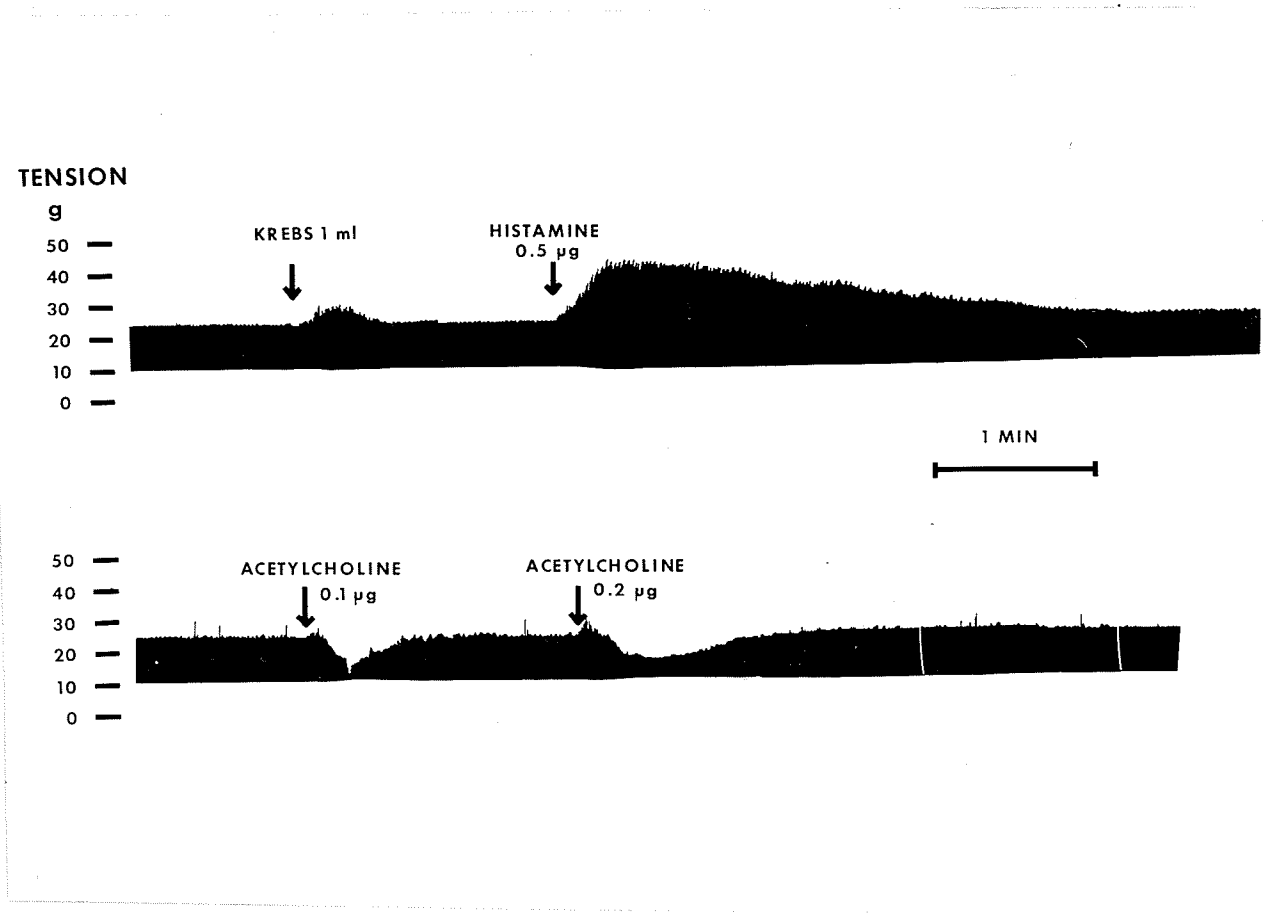 TENSION
g
KREBS 1 ml
HISTAMINE
0.5 µg
50
40
30
20
10
0
1 MIN
ACETYLCHOLINE
0.1 µg
ACETYLCHOLINE
0.2 µg
50
40
30
20
10
0